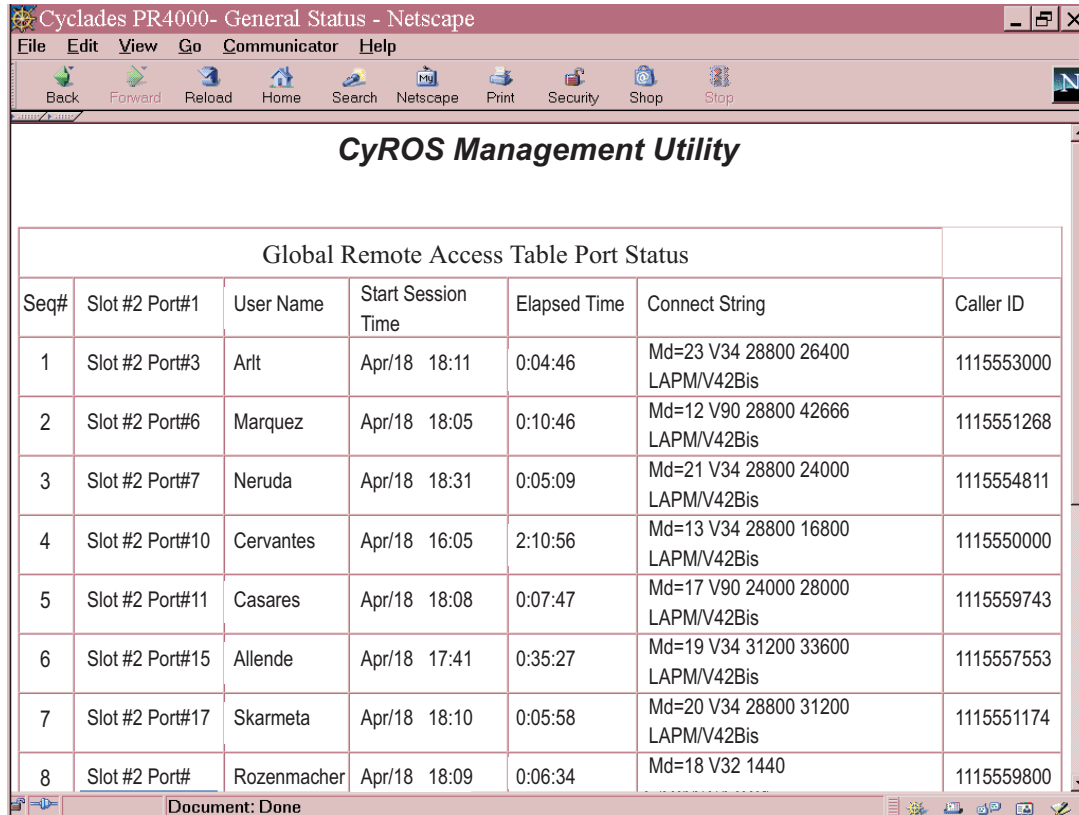 Cyclades PR4000- General Status - Netscape
File Edit View Go Communicator Help
Back Forward Reload Home Search Netscape Print Security Shop Stop
My
N
CyROS Management Utility
Global Remote Access Table Port Status
Seq# Slot #2 Port#1 User Name Start Session Time Elapsed Time Connect String Caller ID
1 Slot #2 Port#3 Arlt Apr/18 18:11 0:04:46 Md=23 V34 28800 26400 LAPM/V42Bis 1115553000
2 Slot #2 Port#6 Marquez Apr/18 18:05 0:10:46 Md=12 V90 28800 42666 LAPM/V42Bis 1115551268
3 Slot #2 Port#7 Neruda Apr/18 18:31 0:05:09 Md=21 V34 28800 24000 LAPM/V42Bis 1115554811
4 Slot #2 Port#10 Cervantes Apr/18 16:05 2:10:56 Md=13 V34 28800 16800 LAPM/V42Bis 1115550000
5 Slot #2 Port#11 Casares Apr/18 18:08 0:07:47 Md=17 V90 24000 28000 LAPM/V42Bis 1115559743
6 Slot #2 Port#15 Allende Apr/18 17:41 0:35:27 Md=19 V34 31200 33600 LAPM/V42Bis 1115557553
7 Slot #2 Port#17 Skarmeta Apr/18 18:10 0:05:58 Md=20 V34 28800 31200 LAPM/V42Bis 1115551174
8 Slot #2 Port# Rozenmacher Apr/18 18:09 0:06:34 Md=18 V32 1440 1115559800
Document: Done